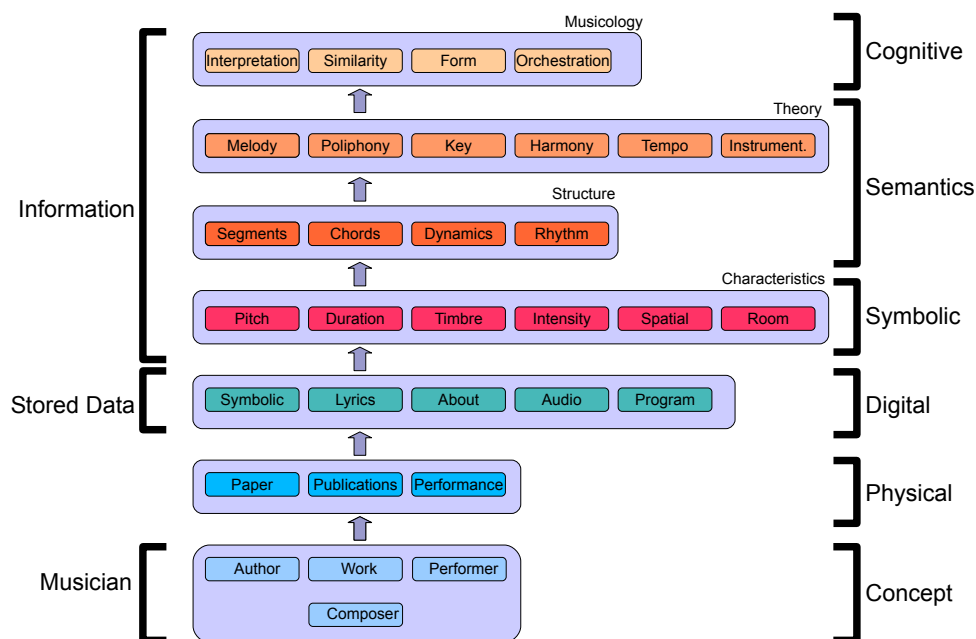 Musicology
Interpretation Similarity Form Orchestration
Cognitive
Theory
Melody Poliphony Key Harmony Tempo Instrument.
Semantics
Information
Structure
Segments Chords Dynamics Rhythm
Characteristics
Pitch Duration Timbre Intensity Spatial Room
Symbolic
Stored Data
Symbolic Lyrics About Audio Program
Digital
Paper Publications Performance
Physical
Musician
Author Work Performer
Composer
Concept